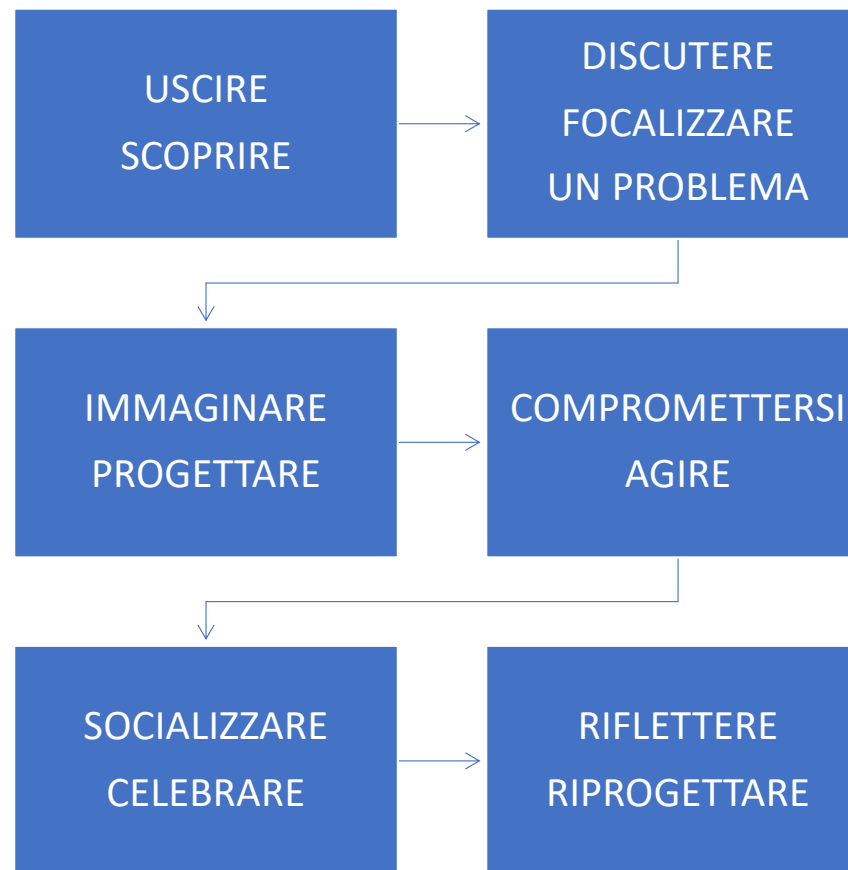 USCIRE
SCOPRIRE
DISCUTERE
FOCALIZZARE
UN PROBLEMA
IMMAGINARE
PROGETTARE
COMPROMETTERSI
AGIRE
SOCIALIZZARE
CELEBRARE
RIFLETTERE
RIPROGETTARE